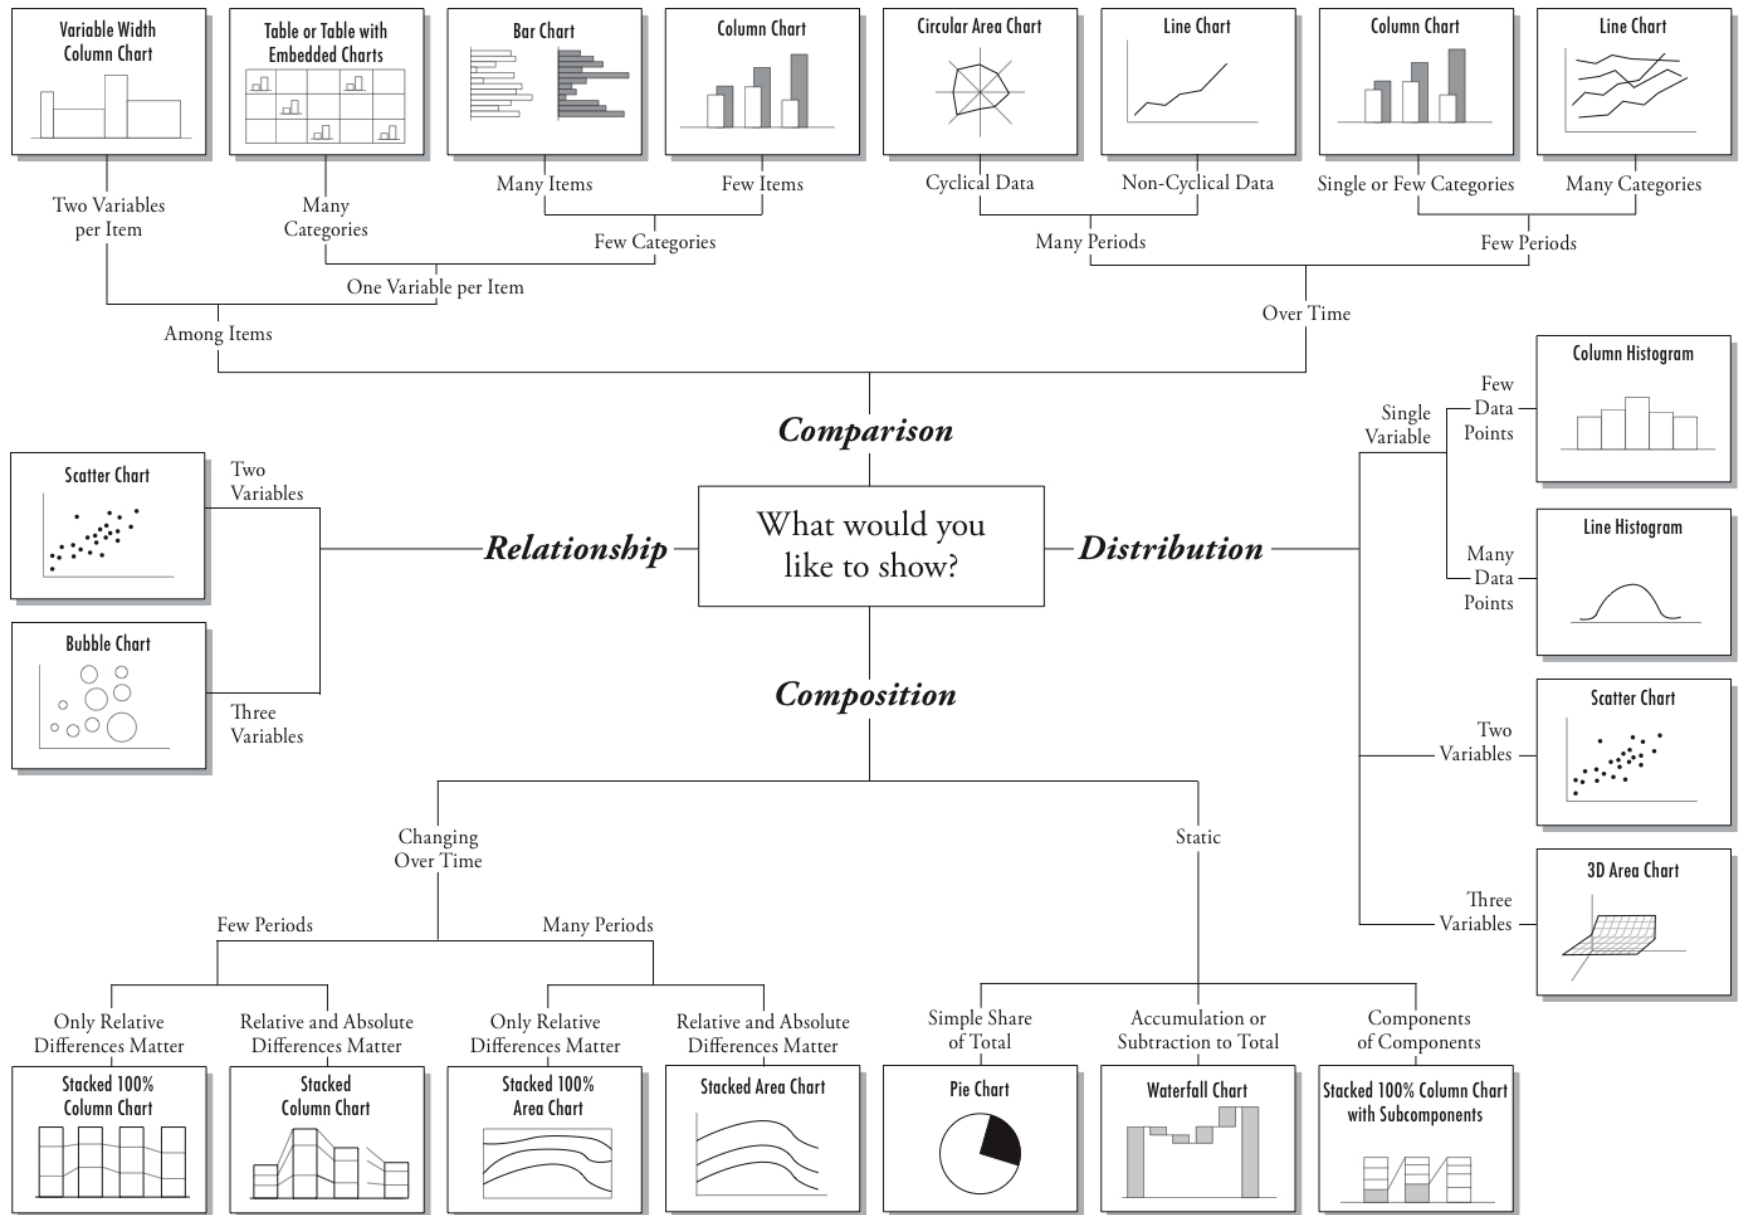 Variable Width
Column Chart
Table or Table with
Embedded Charts
Bar Chart
Column Chart
Circular Area Chart
Line Chart
Column Chart
Line Chart
Two Variables
per Item
Many
Categories
Many Items
Few Items
Cyclical Data
Non-Cyclical Data
Single or Few Categories
Many Categories
Few Categories
Many Periods
Few Periods
One Variable per Item
Among Items
Over Time
Comparison
What would you
like to show?
Relationship
Two
Variables
Scatter Chart
Three
Variables
Bubble Chart
Distribution
Single
Variable
Few
Data
Points
Column Histogram
Many
Data
Points
Line Histogram
Two
Variables
Scatter Chart
Three
Variables
3D Area Chart
Composition
Changing
Over Time
Static
Few Periods
Many Periods
Only Relative
Differences Matter
Relative and Absolute
Differences Matter
Only Relative
Differences Matter
Relative and Absolute
Differences Matter
Simple Share
of Total
Accumulation or
Subtraction to Total
Components
of Components
Stacked 100%
Column Chart
Stacked
Column Chart
Stacked 100%
Area Chart
Stacked Area Chart
Pie Chart
Waterfall Chart
Stacked 100% Column Chart
with Subcomponents